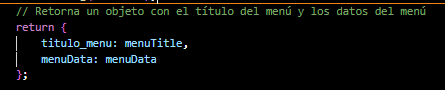 // Retorna un objeto con el título del menú y los datos del menú
return {
titulo_menu: menuTitle,
menuData: menuData
};